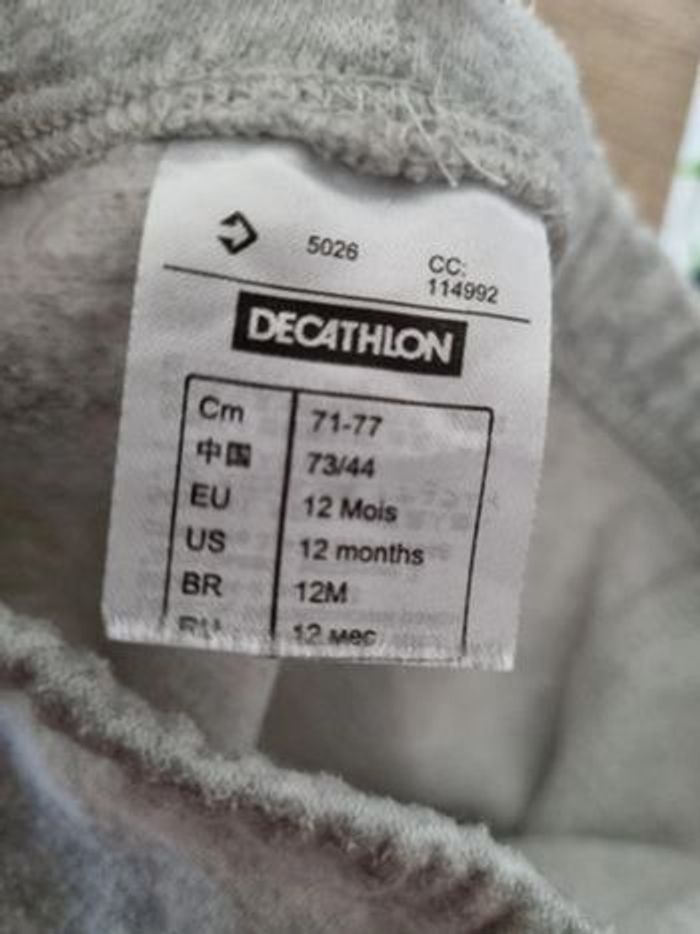 5026 CC:
114992
DECATHLON
Cm 71-77
中国 73/44
EU 12 Mois
US 12 months
BR 12M
RU 12 мес